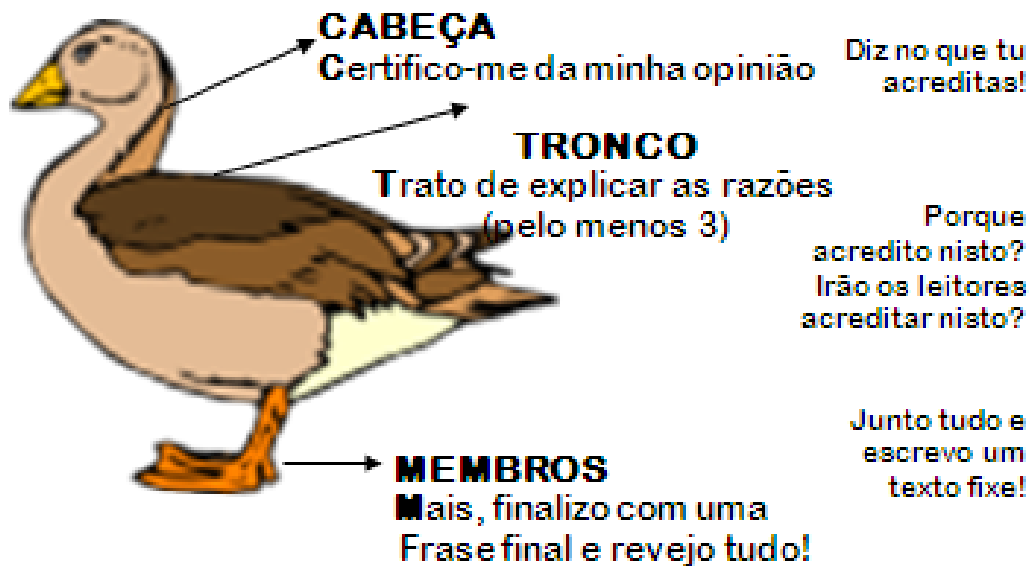 CABEÇA
Certifico-me da minha opinião
Diz no que tu
acreditas!
TRONCO
Trato de explicar as razões
(pelo menos 3)
Porque
acredito nisto?
Irão os leitores
acreditar nisto?
Junto tudo e
escrevo um
texto fixe!
MEMBROS
Mais, finalizo com uma
Frase final e revejo tudo!